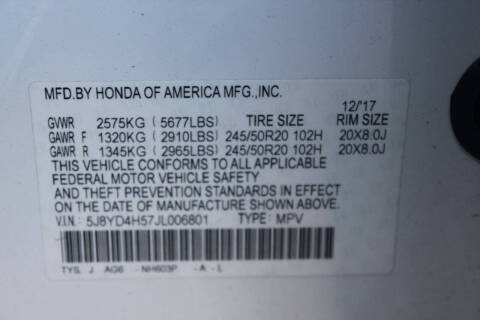 MFD.BY HONDA OF AMERICA MFG.,INC.
12/'17
GVWR 2575KG (5677LBS) TIRE SIZE RIM SIZE
GAWR F 1320KG (2910LBS) 245/50R20 102H 20X8.0J
GAWR R 1345KG (2965LBS) 245/50R20 102H 20X8.0J
THIS VEHICLE CONFORMS TO ALL APPLICABLE
FEDERAL MOTOR VEHICLE SAFETY
AND THEFT PREVENTION STANDARDS IN EFFECT
ON THE DATE OF MANUFACTURE SHOWN ABOVE.
V.I.N: 5J8YD4H57JL006801 TYPE: MPV
TYS. J AG6 - NH603P -A-L